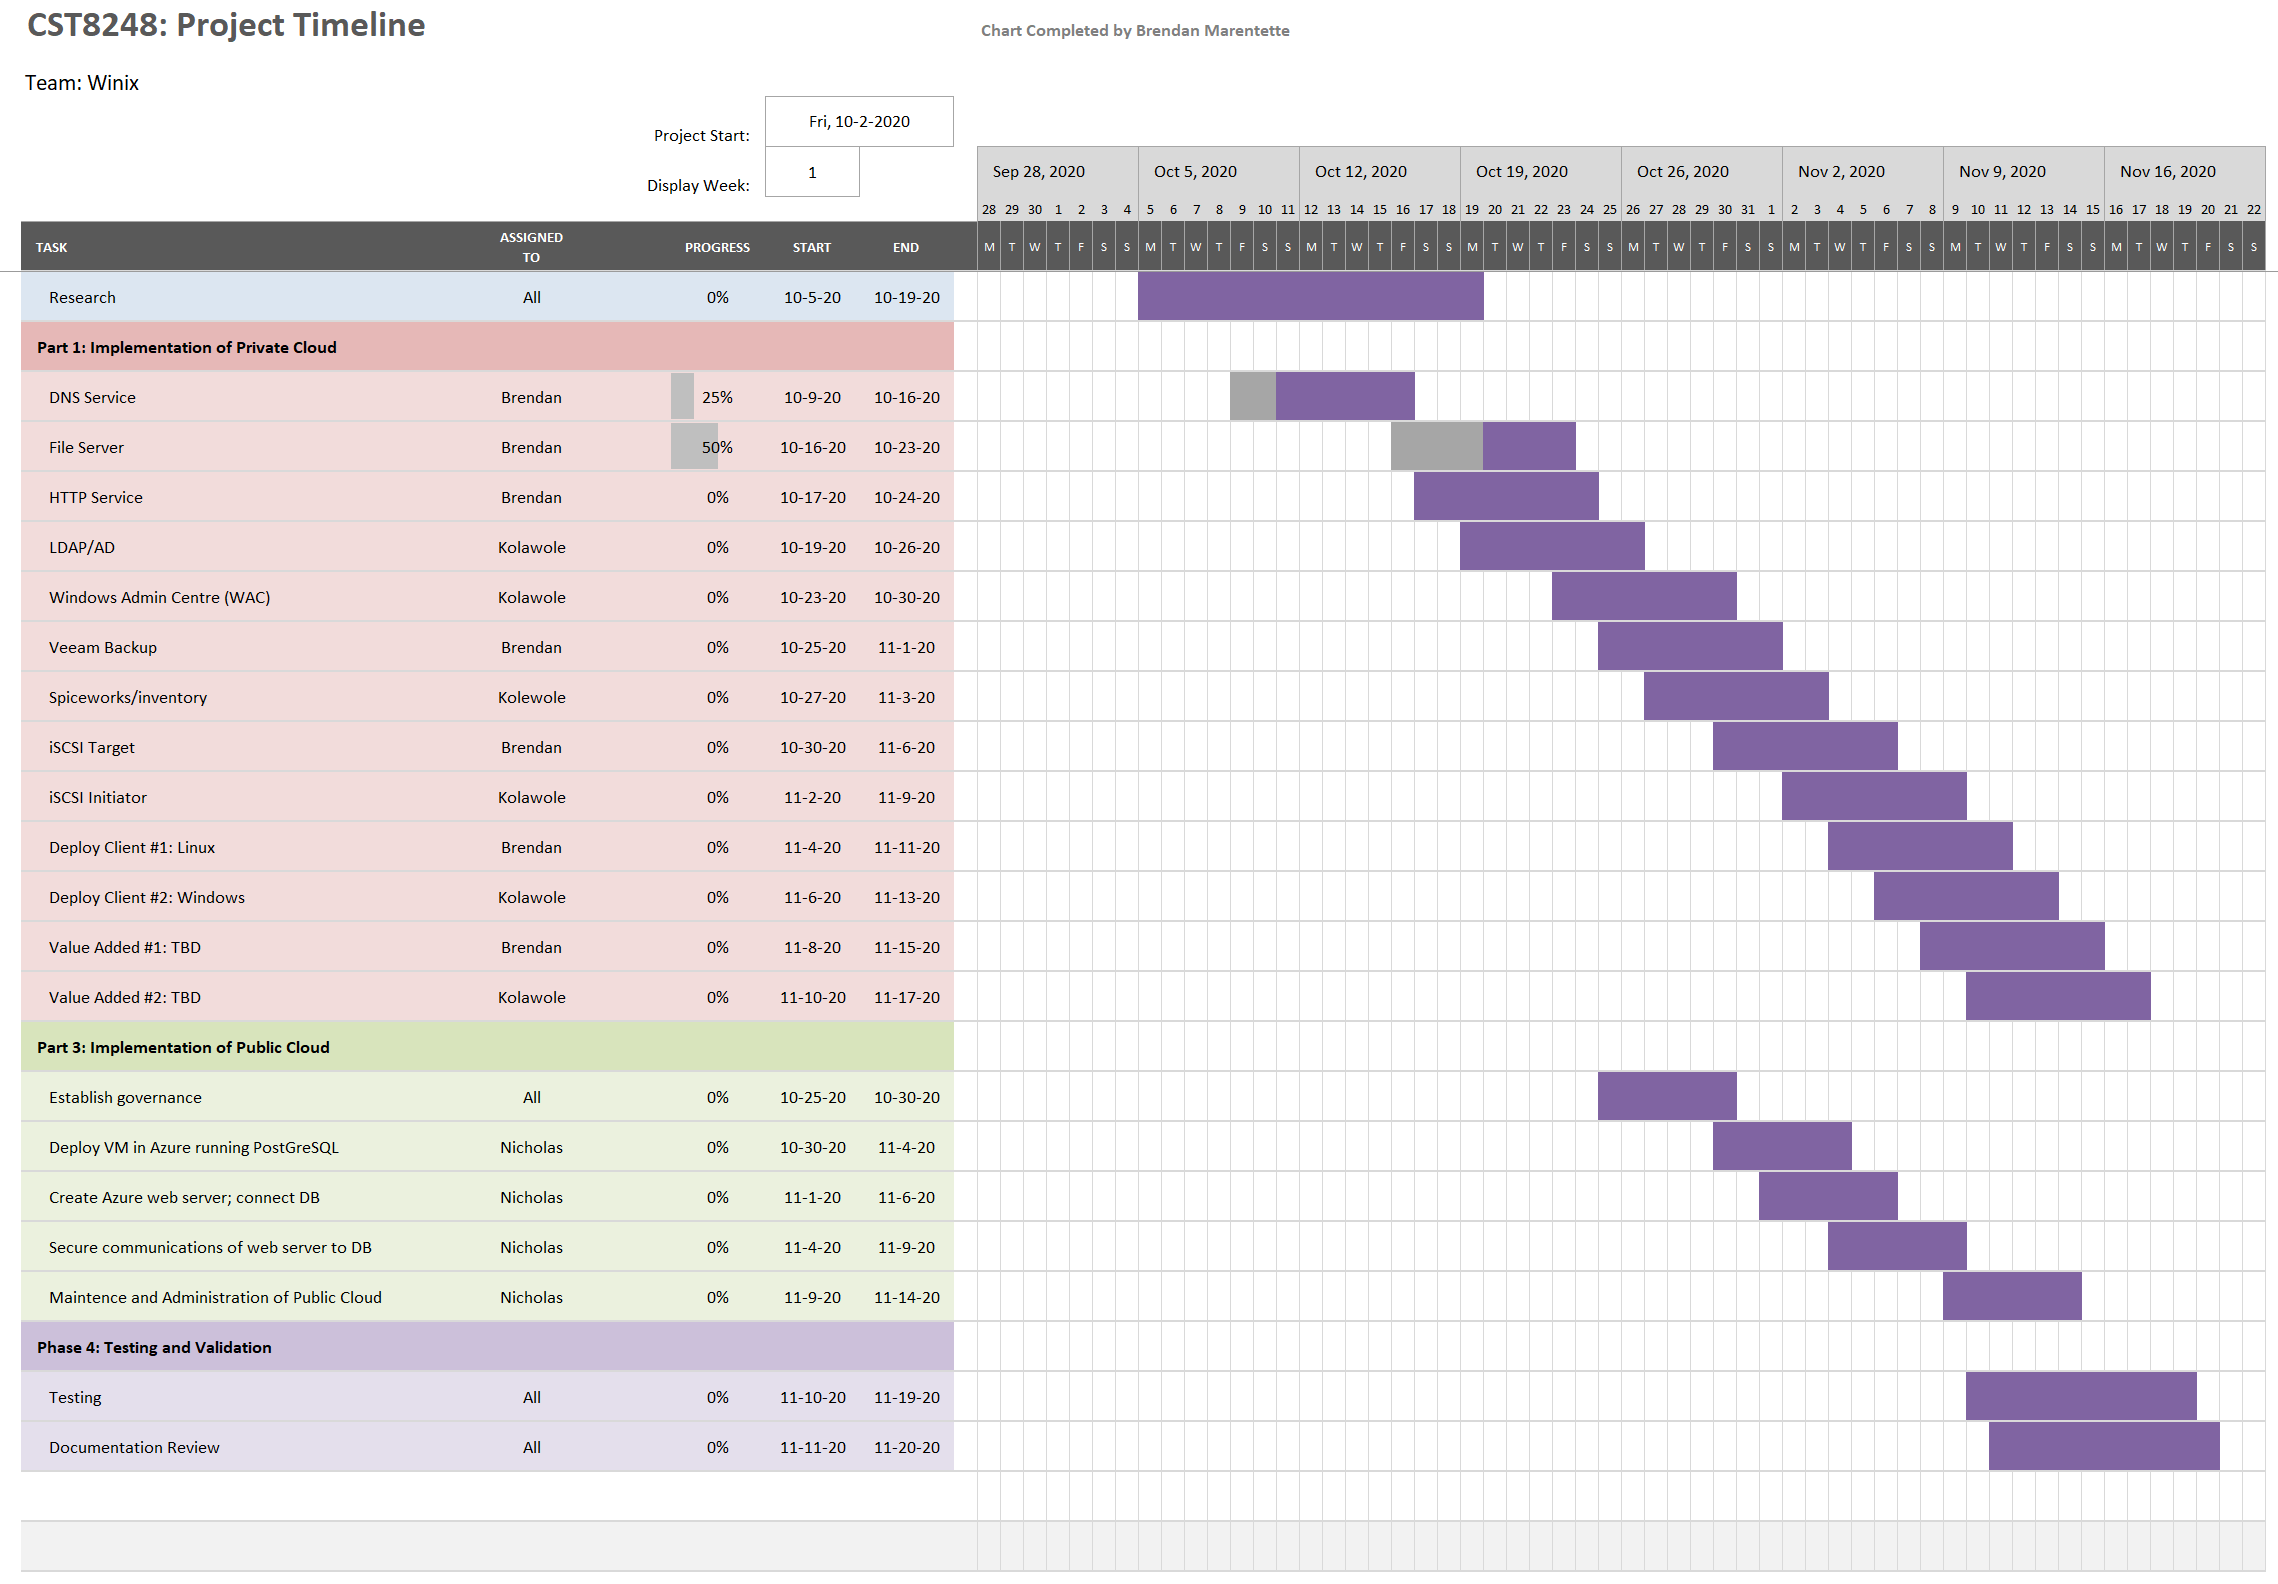 CST8248: Project Timeline
Chart Completed by Brendan Marentette
Team: Winix
Project Start: Fri, 10-2-2020
Display Week: 1
Sep 28, 2020 Oct 5, 2020 Oct 12, 2020 Oct 19, 2020 Oct 26, 2020 Nov 2, 2020 Nov 9, 2020 Nov 16, 2020
28 29 30 1 2 3 4 5 6 7 8 9 10 11 12 13 14 15 16 17 18 19 20 21 22 23 24 25 26 27 28 29 30 31 1 2 3 4 5 6 7 8 9 10 11 12 13 14 15 16 17 18 19 20 21 22
TASK ASSIGNED TO PROGRESS START END M T W T F S S M T W T F S S M T W T F S S M T W T F S S M T W T F S S M T W T F S S M T W T F S S M T W T F S S
Research All 0% 10-5-20 10-19-20
Part 1: Implementation of Private Cloud
DNS Service Brendan 25% 10-9-20 10-16-20
File Server Brendan 50% 10-16-20 10-23-20
HTTP Service Brendan 0% 10-17-20 10-24-20
LDAP/AD Kolawole 0% 10-19-20 10-26-20
Windows Admin Centre (WAC) Kolawole 0% 10-23-20 10-30-20
Veeam Backup Brendan 0% 10-25-20 11-1-20
Spiceworks/inventory Kolewole 0% 10-27-20 11-3-20
iSCSI Target Brendan 0% 10-30-20 11-6-20
iSCSI Initiator Kolawole 0% 11-2-20 11-9-20
Deploy Client #1: Linux Brendan 0% 11-4-20 11-11-20
Deploy Client #2: Windows Kolawole 0% 11-6-20 11-13-20
Value Added #1: TBD Brendan 0% 11-8-20 11-15-20
Value Added #2: TBD Kolawole 0% 11-10-20 11-17-20
Part 3: Implementation of Public Cloud
Establish governance All 0% 10-25-20 10-30-20
Deploy VM in Azure running PostGreSQL Nicholas 0% 10-30-20 11-4-20
Create Azure web server; connect DB Nicholas 0% 11-1-20 11-6-20
Secure communications of web server to DB Nicholas 0% 11-4-20 11-9-20
Maintence and Administration of Public Cloud Nicholas 0% 11-9-20 11-14-20
Phase 4: Testing and Validation
Testing All 0% 11-10-20 11-19-20
Documentation Review All 0% 11-11-20 11-20-20